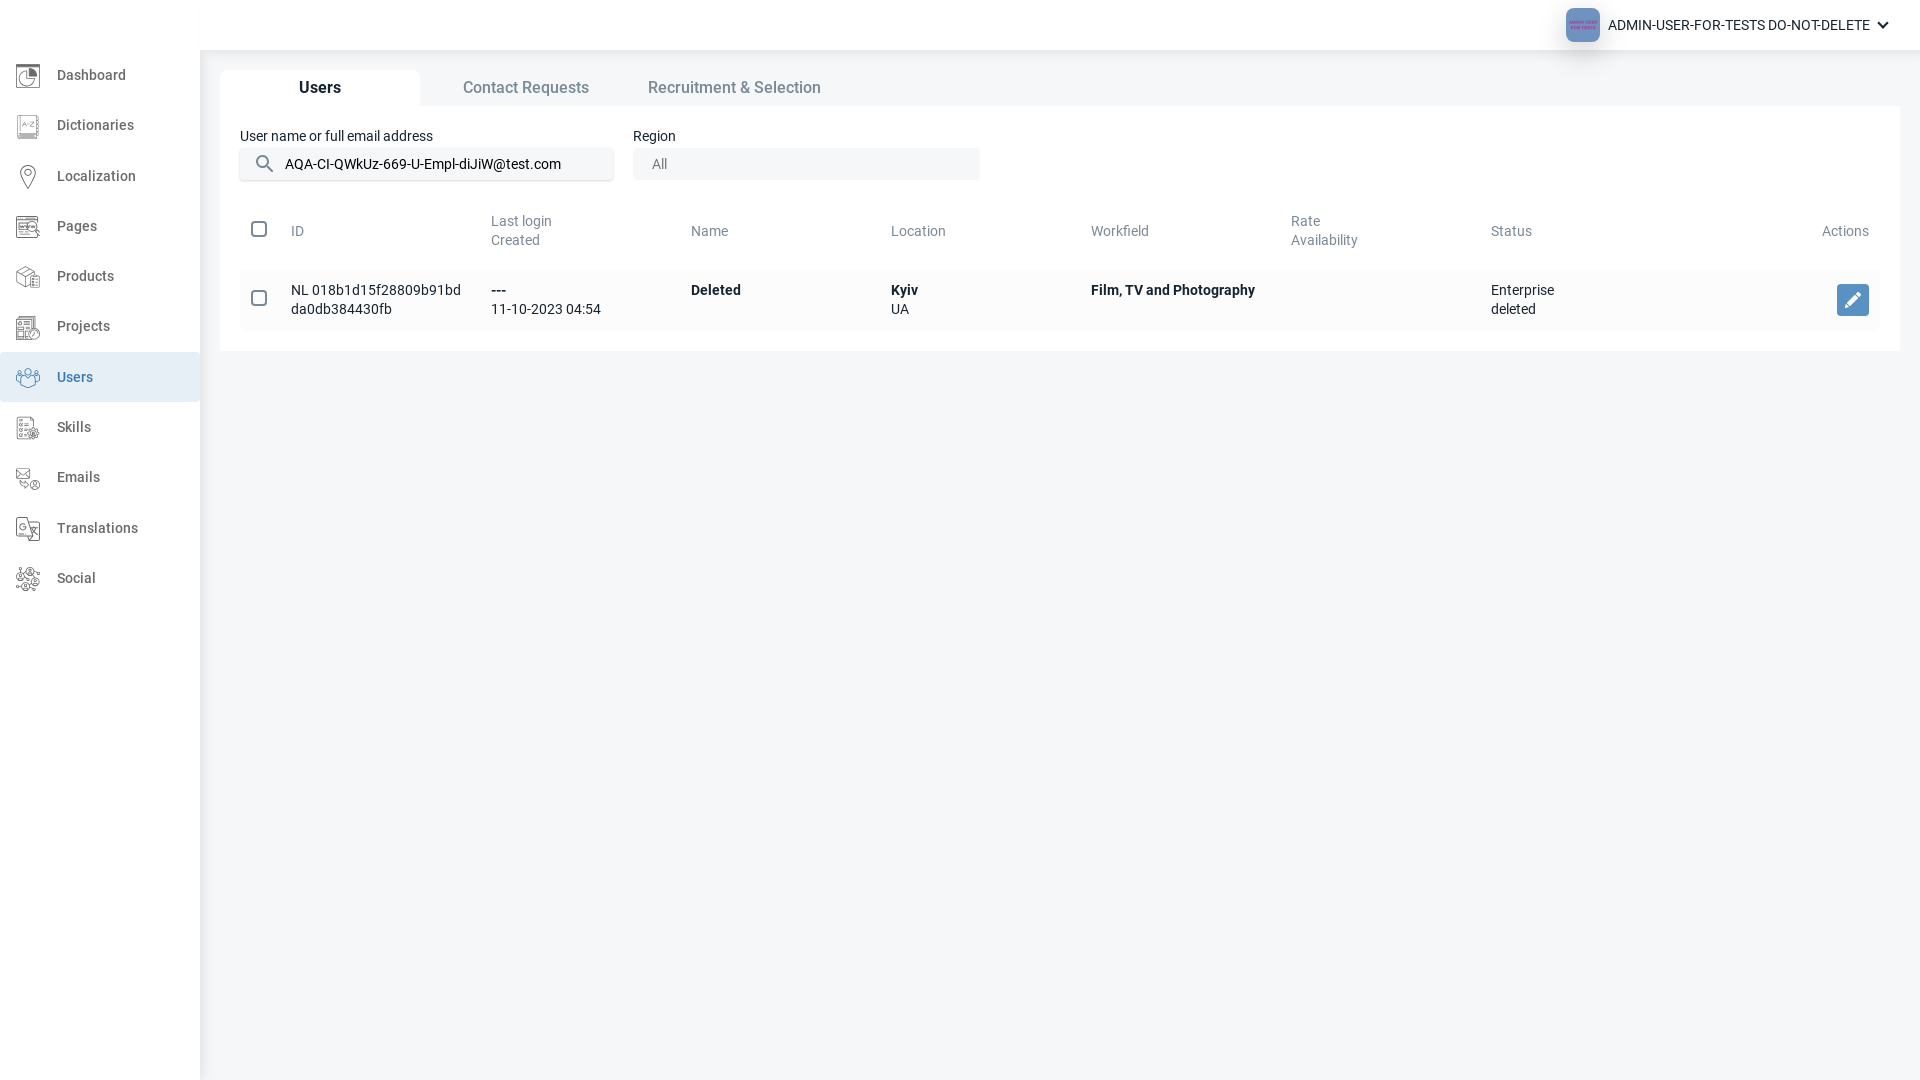 ADMIN-USER-FOR-TESTS DO-NOT-DELETE
Dashboard
Dictionaries
Localization
Pages
Products
Projects
Users
Skills
Emails
Translations
Social
Users
Contact Requests
Recruitment & Selection
User name or full email address
Region
AQA-CI-QWkUz-669-U-Empl-diJiW@test.com
All
ID
Last login
Created
Name
Location
Workfield
Rate
Availability
Status
Actions
NL 018b1d15f28809b91bd
da0db384430fb
---
11-10-2023 04:54
Deleted
Kyiv
UA
Film, TV and Photography
Enterprise
deleted